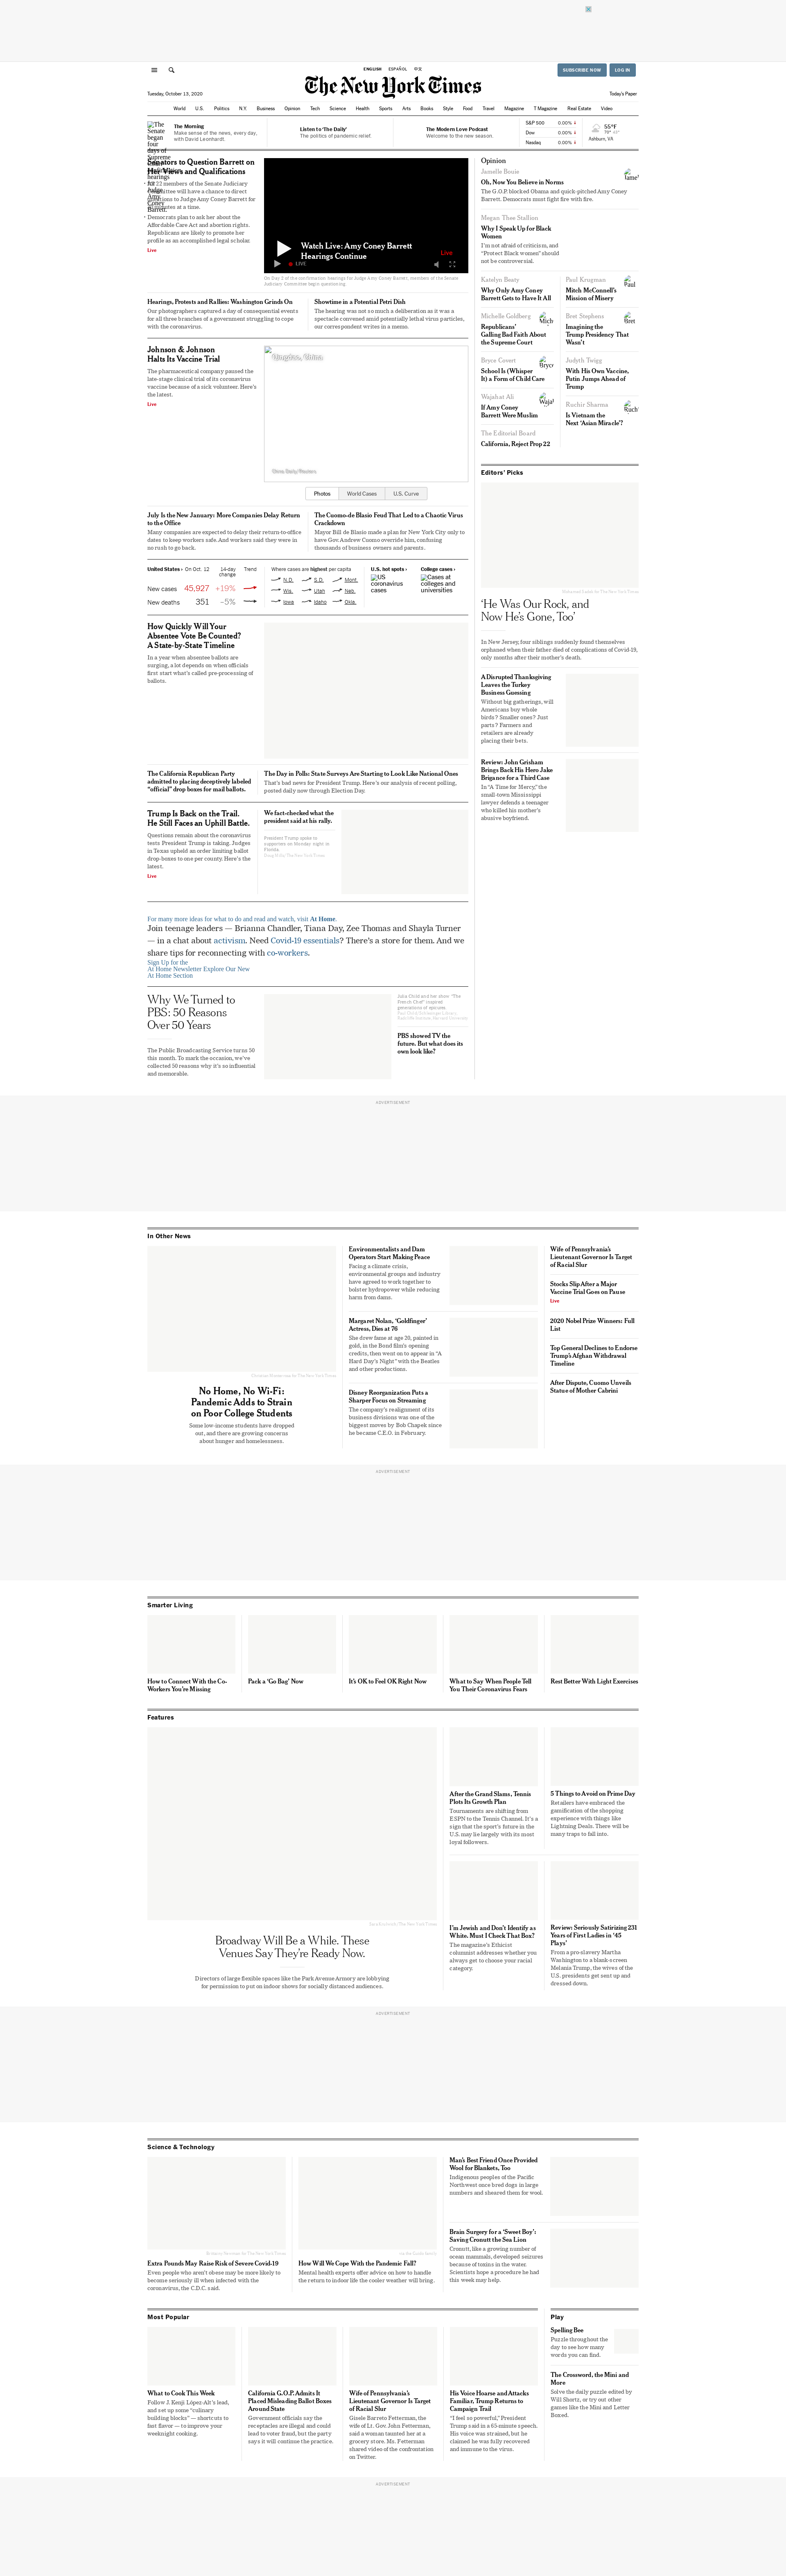 ENGLISH ESPAÑOL 中文
SUBSCRIBE NOW LOG IN
The New York Times
Tuesday, October 13, 2020
Today's Paper
World U.S. Politics N.Y. Business Opinion Tech Science Health Sports Arts Books Style Food Travel Magazine T Magazine Real Estate Video
The Morning
Make sense of the news, every day,
with David Leonhardt.
Listen to 'The Daily'
The politics of pandemic relief.
The Modern Love Podcast
Welcome to the new season.
S&P 500 0.00% ↓
Dow 0.00% ↓
Nasdaq 0.00% ↓
55°F
Ashburn, VA
Senators to Question Barrett on
Her Views and Qualifications
All 22 members of the Senate Judiciary
Committee will have a chance to direct
questions to Judge Amy Coney Barrett for
30 minutes at a time.
Democrats plan to ask her about the
Affordable Care Act and abortion rights.
Republicans are likely to promote her
profile as an accomplished legal scholar.
Live
Watch Live: Amy Coney Barrett
Hearings Continue
Live
LIVE
On Day 2 of the confirmation hearings for Judge Amy Coney Barrett, members of the Senate
Judiciary Committee begin questioning.
Hearings, Protests and Rallies: Washington Grinds On
Our photographers captured a day of consequential events
for all the three branches of a government struggling to cope
with the coronavirus.
Showtime in a Potential Petri Dish
The hearing was not so much a deliberation as it was a
spectacle conveyed amid potentially lethal virus particles,
our correspondent writes in a memo.
Johnson & Johnson
Halts Its Vaccine Trial
The pharmaceutical company paused the
late-stage clinical trial of its coronavirus
vaccine because of a sick volunteer. Here's
the latest.
Live
Qingdao, China
China Daily/Reuters
Photos World Cases U.S. Curve
July Is the New January: More Companies Delay Return
to the Office
Many companies are expected to delay their return-to-office
dates to keep workers safe. And workers said they were in
no rush to go back.
The Cuomo-de Blasio Feud That Led to a Chaotic Virus
Crackdown
Mayor Bill de Blasio made a plan for New York City only to
have Gov. Andrew Cuomo override him, confusing
thousands of business owners and parents.
United States › On Oct. 12 14-day change Trend
New cases 45,927 +19%
New deaths 351 –5%
Where cases are highest per capita
N.D. S.D. Mont.
Wis. Utah Neb.
Iowa Idaho Okla.
U.S. hot spots ›
US
coronavirus
cases
College cases ›
Cases at
colleges and
universities
How Quickly Will Your
Absentee Vote Be Counted?
A State-by-State Timeline
In a year when absentee ballots are
surging, a lot depends on when officials
first start what's called pre-processing of
ballots.
The California Republican Party
admitted to placing deceptively labeled
"official" drop boxes for mail ballots.
The Day in Polls: State Surveys Are Starting to Look Like National Ones
That's bad news for President Trump. Here's our analysis of recent polling,
posted daily now through Election Day.
Trump Is Back on the Trail.
He Still Faces an Uphill Battle.
Questions remain about the coronavirus
tests President Trump is taking. Judges
in Texas upheld an order limiting ballot
drop-boxes to one per county. Here's the
latest.
Live
We fact-checked what the
president said at his rally.
President Trump spoke to
supporters on Monday night in
Florida.
Doug Mills/The New York Times
For many more ideas for what to do and read and watch, visit At Home.
Join teenage leaders — Brianna Chandler, Tiana Day, Zee Thomas and Shayla Turner
— in a chat about activism. Need Covid-19 essentials? There's a store for them. And we
share tips for reconnecting with co-workers.
Sign Up for the
At Home Newsletter Explore Our New
At Home Section
Why We Turned to
PBS: 50 Reasons
Over 50 Years
The Public Broadcasting Service turns 50
this month. To mark the occasion, we've
collected 50 reasons why it's so influential
and memorable.
Julia Child and her show "The
French Chef" inspired
generations of epicures.
PBS showed TV the
future. But what does its
own look like?
Opinion
Jamelle Bouie
Oh, Now You Believe in Norms
The G.O.P. blocked Obama and quick-pitched Amy Coney
Barrett. Democrats must fight fire with fire.
Megan Thee Stallion
Why I Speak Up for Black
Women
I'm not afraid of criticism, and
"Protect Black women" should
not be controversial.
Katelyn Beaty
Why Only Amy Coney
Barrett Gets to Have It All
Michelle Goldberg
Republicans'
Galling Bad Faith About
the Supreme Court
Bryce Covert
School Is (Whisper
It) a Form of Child Care
Wajahat Ali
If Amy Coney
Barrett Were Muslim
The Editorial Board
California, Reject Prop 22
Paul Krugman
Mitch McConnell's
Mission of Misery
Bret Stephens
Imagining the
Trump Presidency That
Wasn't
Judyth Twigg
With His Own Vaccine,
Putin Jumps Ahead of
Trump
Ruchir Sharma
Is Vietnam the
Next 'Asian Miracle'?
Editors' Picks
'He Was Our Rock, and
Now He's Gone, Too'
In New Jersey, four siblings suddenly found themselves
orphaned when their father died of complications of Covid-19,
only months after their mother's death.
A Disrupted Thanksgiving
Leaves the Turkey
Business Guessing
Without big gatherings, will
Americans buy whole
birds? Smaller ones? Just
parts? Farmers and
retailers are already
placing their bets.
Review: John Grisham
Brings Back His Hero Jake
Brigance for a Third Case
In "A Time for Mercy," the
small-town Mississippi
lawyer defends a teenager
who killed his mother's
abusive boyfriend.
ADVERTISEMENT
In Other News
No Home, No Wi-Fi:
Pandemic Adds to Strain
on Poor College Students
Some low-income students have dropped
out, and there are growing concerns
about hunger and homelessness.
Environmentalists and Dam
Operators Start Making Peace
Facing a climate crisis,
environmental groups and industry
have agreed to work together to
bolster hydropower while reducing
harm from dams.
Margaret Nolan, 'Goldfinger'
Actress, Dies at 76
She drew fame at age 20, painted in
gold, in the Bond film's opening
credits, then went on to appear in "A
Hard Day's Night" with the Beatles
and other productions.
Disney Reorganization Puts a
Sharper Focus on Streaming
The company's realignment of its
business divisions was one of the
biggest moves by Bob Chapek since
he became C.E.O. in February.
Wife of Pennsylvania's
Lieutenant Governor Is Target
of Racial Slur
Stocks Slip After a Major
Vaccine Trial Goes on Pause
Live
2020 Nobel Prize Winners: Full
List
Top General Declines to Endorse
Trump's Afghan Withdrawal
Timeline
After Dispute, Cuomo Unveils
Statue of Mother Cabrini
ADVERTISEMENT
Smarter Living
How to Connect With the Co-
Workers You're Missing
Pack a 'Go Bag' Now
It's OK to Feel OK Right Now
What to Say When People Tell
You Their Coronavirus Fears
Rest Better With Light Exercises
Features
Broadway Will Be a While. These
Venues Say They're Ready Now.
Directors of large flexible spaces like the Park Avenue Armory are lobbying
for permission to put on indoor shows for socially distanced audiences.
After the Grand Slams, Tennis
Plots Its Growth Plan
Tournaments are shifting from
ESPN to the Tennis Channel. It's a
sign that the sport's future in the
U.S. may lie largely with its most
loyal followers.
5 Things to Avoid on Prime Day
Retailers have embraced the
gamification of the shopping
experience with things like
Lightning Deals. There will be
many traps to fall into.
I'm Jewish and Don't Identify as
White. Must I Check That Box?
The magazine's Ethicist
columnist addresses whether you
always get to choose your racial
category.
Review: Seriously Satirizing 231
Years of First Ladies in '45
Plays'
From a pro-slavery Martha
Washington to a blank-screen
Melania Trump, the wives of the
U.S. presidents get sent up and
dressed down.
ADVERTISEMENT
Science & Technology
Extra Pounds May Raise Risk of Severe Covid-19
Even people who aren't obese may be more likely to
become seriously ill when infected with the
coronavirus, the C.D.C. said.
How Will We Cope With the Pandemic Fall?
Mental health experts offer advice on how to handle
the return to indoor life the cooler weather will bring.
Man's Best Friend Once Provided
Wool for Blankets, Too
Indigenous peoples of the Pacific
Northwest once bred dogs in large
numbers and sheared them for wool.
Brain Surgery for a 'Sweet Boy':
Saving Cronutt the Sea Lion
Cronutt, like a growing number of
ocean mammals, developed seizures
because of toxins in the water.
Scientists hope a procedure he had
this week may help.
Most Popular
What to Cook This Week
Follow J. Kenji López-Alt's lead,
and set up some "culinary
building blocks" — shortcuts to
fast flavor — to improve your
weeknight cooking.
California G.O.P. Admits It
Placed Misleading Ballot Boxes
Around State
Government officials say the
receptacles are illegal and could
lead to voter fraud, but the party
says it will continue the practice.
Wife of Pennsylvania's
Lieutenant Governor Is Target
of Racial Slur
Gisele Barreto Fetterman, the
wife of Lt. Gov. John Fetterman,
said a woman taunted her at a
grocery store. Ms. Fetterman
shared video of the confrontation
on Twitter.
His Voice Hoarse and Attacks
Familiar, Trump Returns to
Campaign Trail
"I feel so powerful," President
Trump said in a 65-minute speech.
His voice was strained, but he
claimed he was fully recovered
and immune to the virus.
Play
Spelling Bee
Puzzle throughout the
day to see how many
words you can find.
The Crossword, the Mini and
More
Solve the daily puzzle edited by
Will Shortz, or try out other
games like the Mini and Letter
Boxed.
ADVERTISEMENT